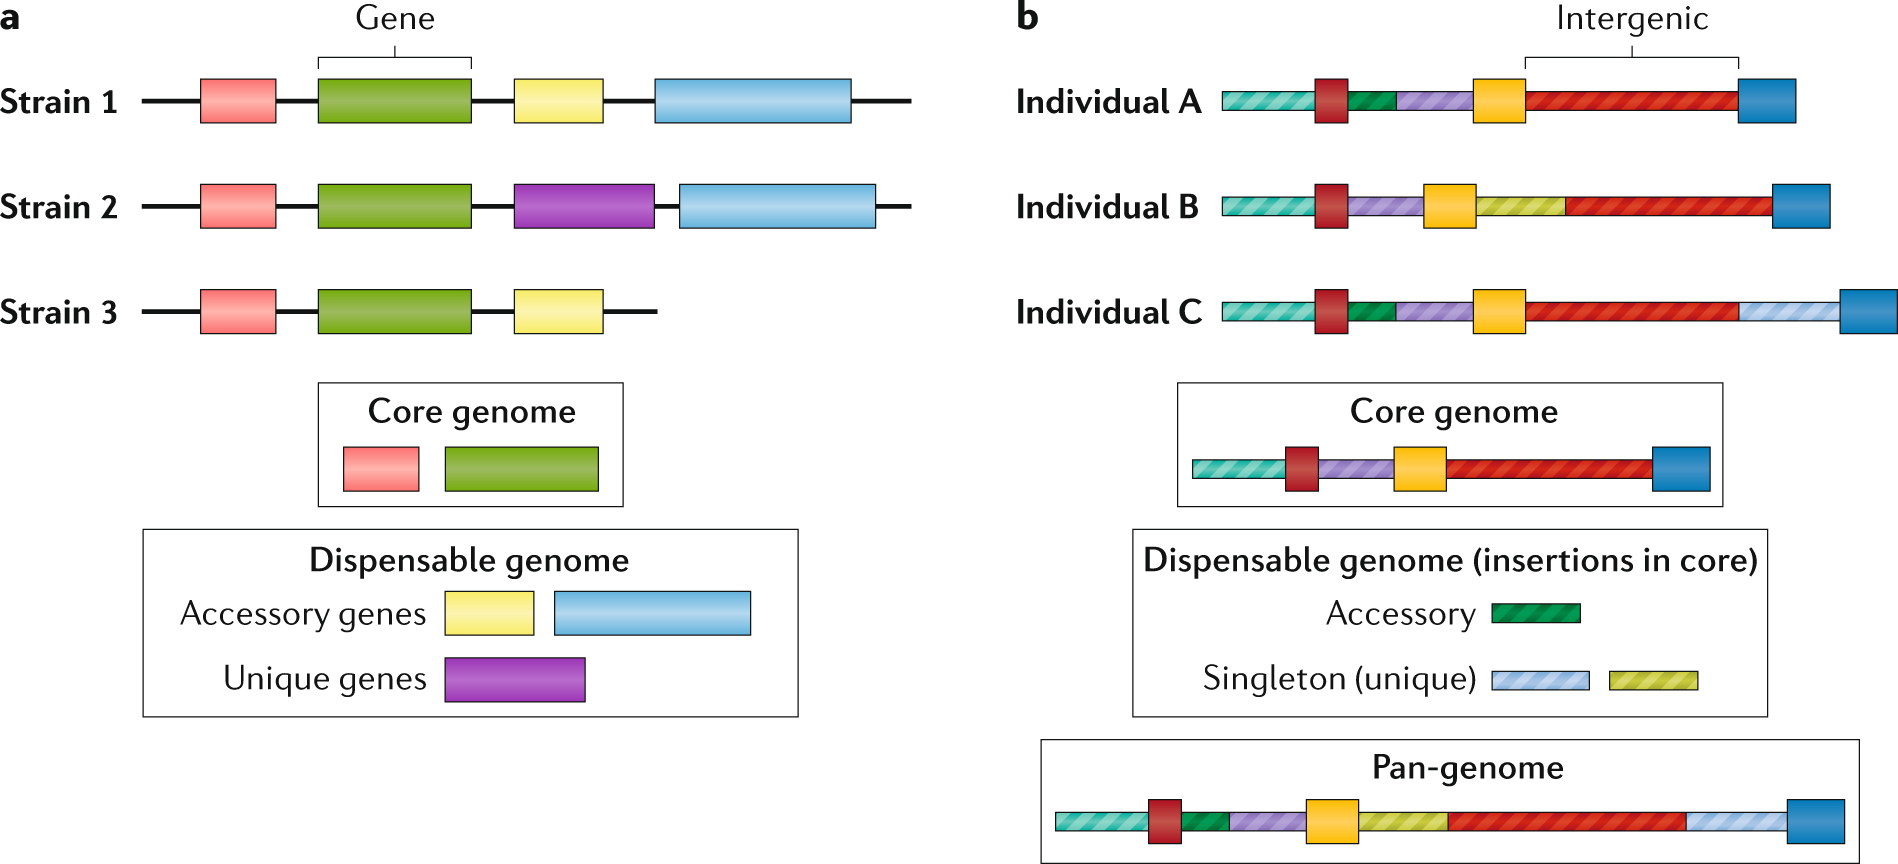 a
Gene
Strain 1
Strain 2
Strain 3
Core genome
Dispensable genome
Accessory genes
Unique genes
b
Intergenic
Individual A
Individual B
Individual C
Core genome
Dispensable genome (insertions in core)
Accessory
Singleton (unique)
Pan-genome